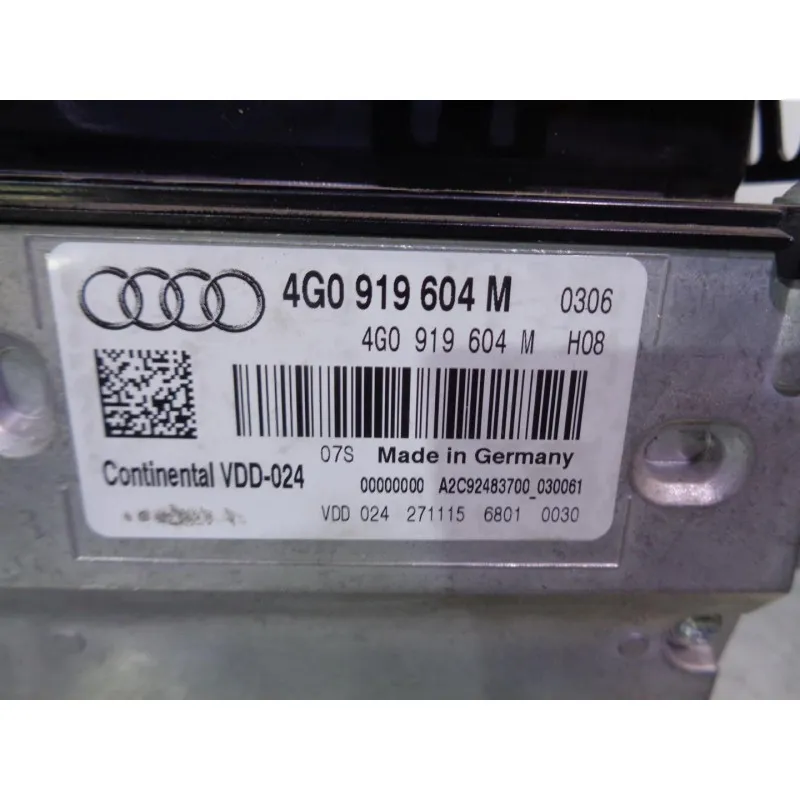 4G0 919 604 M 0306
4G0 919 604 M H08
07S Made in Germany
Continental VDD-024
00000000 A2C92483700_030061
VDD 024 271115 6801 0030